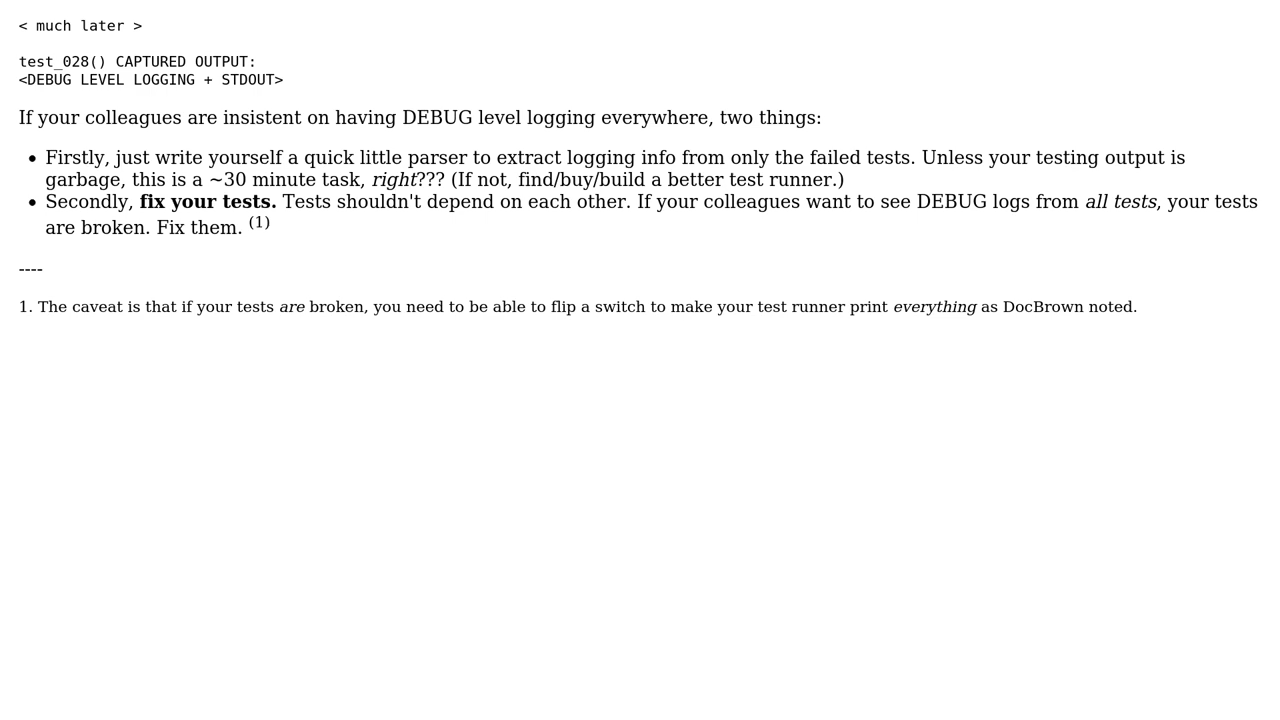 < much later >
test_028() CAPTURED OUTPUT:
<DEBUG LEVEL LOGGING + STDOUT>
If your colleagues are insistent on having DEBUG level logging everywhere, two things:
• Firstly, just write yourself a quick little parser to extract logging info from only the failed tests. Unless your testing output is
garbage, this is a ~30 minute task, right??? (If not, find/buy/build a better test runner.)
• Secondly, fix your tests. Tests shouldn't depend on each other. If your colleagues want to see DEBUG logs from all tests, your tests
are broken. Fix them. (1)
----
1. The caveat is that if your tests are broken, you need to be able to flip a switch to make your test runner print everything as DocBrown noted.